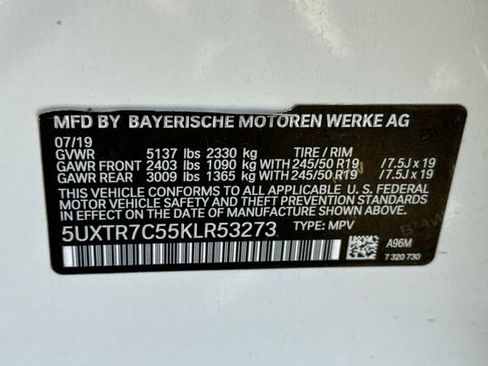 MFD BY BAYERISCHE MOTOREN WERKE AG
07/19
GVWR 5137 lbs 2330 kg TIRE / RIM
GAWR FRONT 2403 lbs 1090 kg WITH 245/50 R19 /7.5J x 19
GAWR REAR 3009 lbs 1365 kg WITH 245/50 R19 /7.5J x 19
THIS VEHICLE CONFORMS TO ALL APPLICABLE U.S. FEDERAL
MOTOR VEHICLE SAFETY AND THEFT PREVENTION STANDARDS
IN EFFECT ON THE DATE OF MANUFACTURE SHOWN ABOVE.
5UXTR7C55KLR53273 TYPE: MPV
A96M
7 320 730